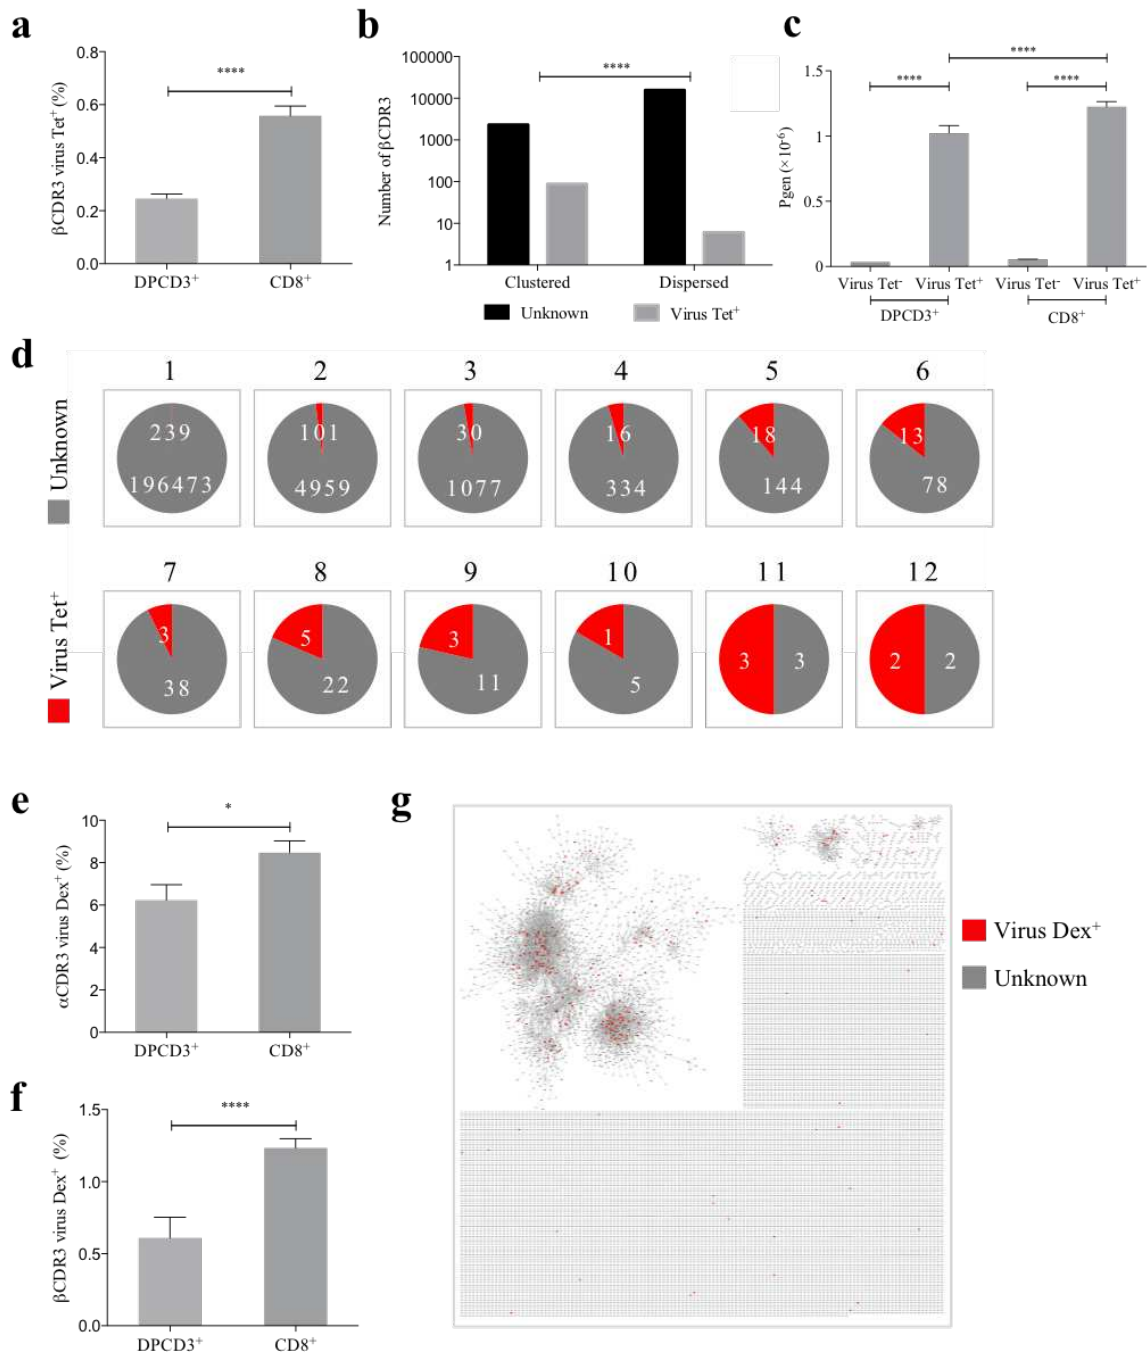 a
βCDR3 virus Tet⁺ (%)
0.8
0.6
0.4
0.2
0.0
****
DPCD3⁺
CD8⁺
b
Number of βCDR3
100000
10000
1000
100
10
1
****
Clustered
Dispersed
Unknown
Virus Tet⁺
c
Pgen (×10⁻⁶)
1.5
1
0.5
0
****
****
****
Virus Tet⁻
Virus Tet⁺
Virus Tet⁻
Virus Tet⁺
DPCD3⁺
CD8⁺
d
Unknown
Virus Tet⁺
1
2
3
4
5
6
239
101
30
16
18
13
196473
4959
1077
334
144
78
7
8
9
10
11
12
3
5
3
1
3
3
2
2
38
22
11
5
e
αCDR3 virus Dex⁺ (%)
10
8
6
4
2
0
*
DPCD3⁺
CD8⁺
f
βCDR3 virus Dex⁺ (%)
1.5
1.0
0.5
0.0
****
DPCD3⁺
CD8⁺
g
Virus Dex⁺
Unknown